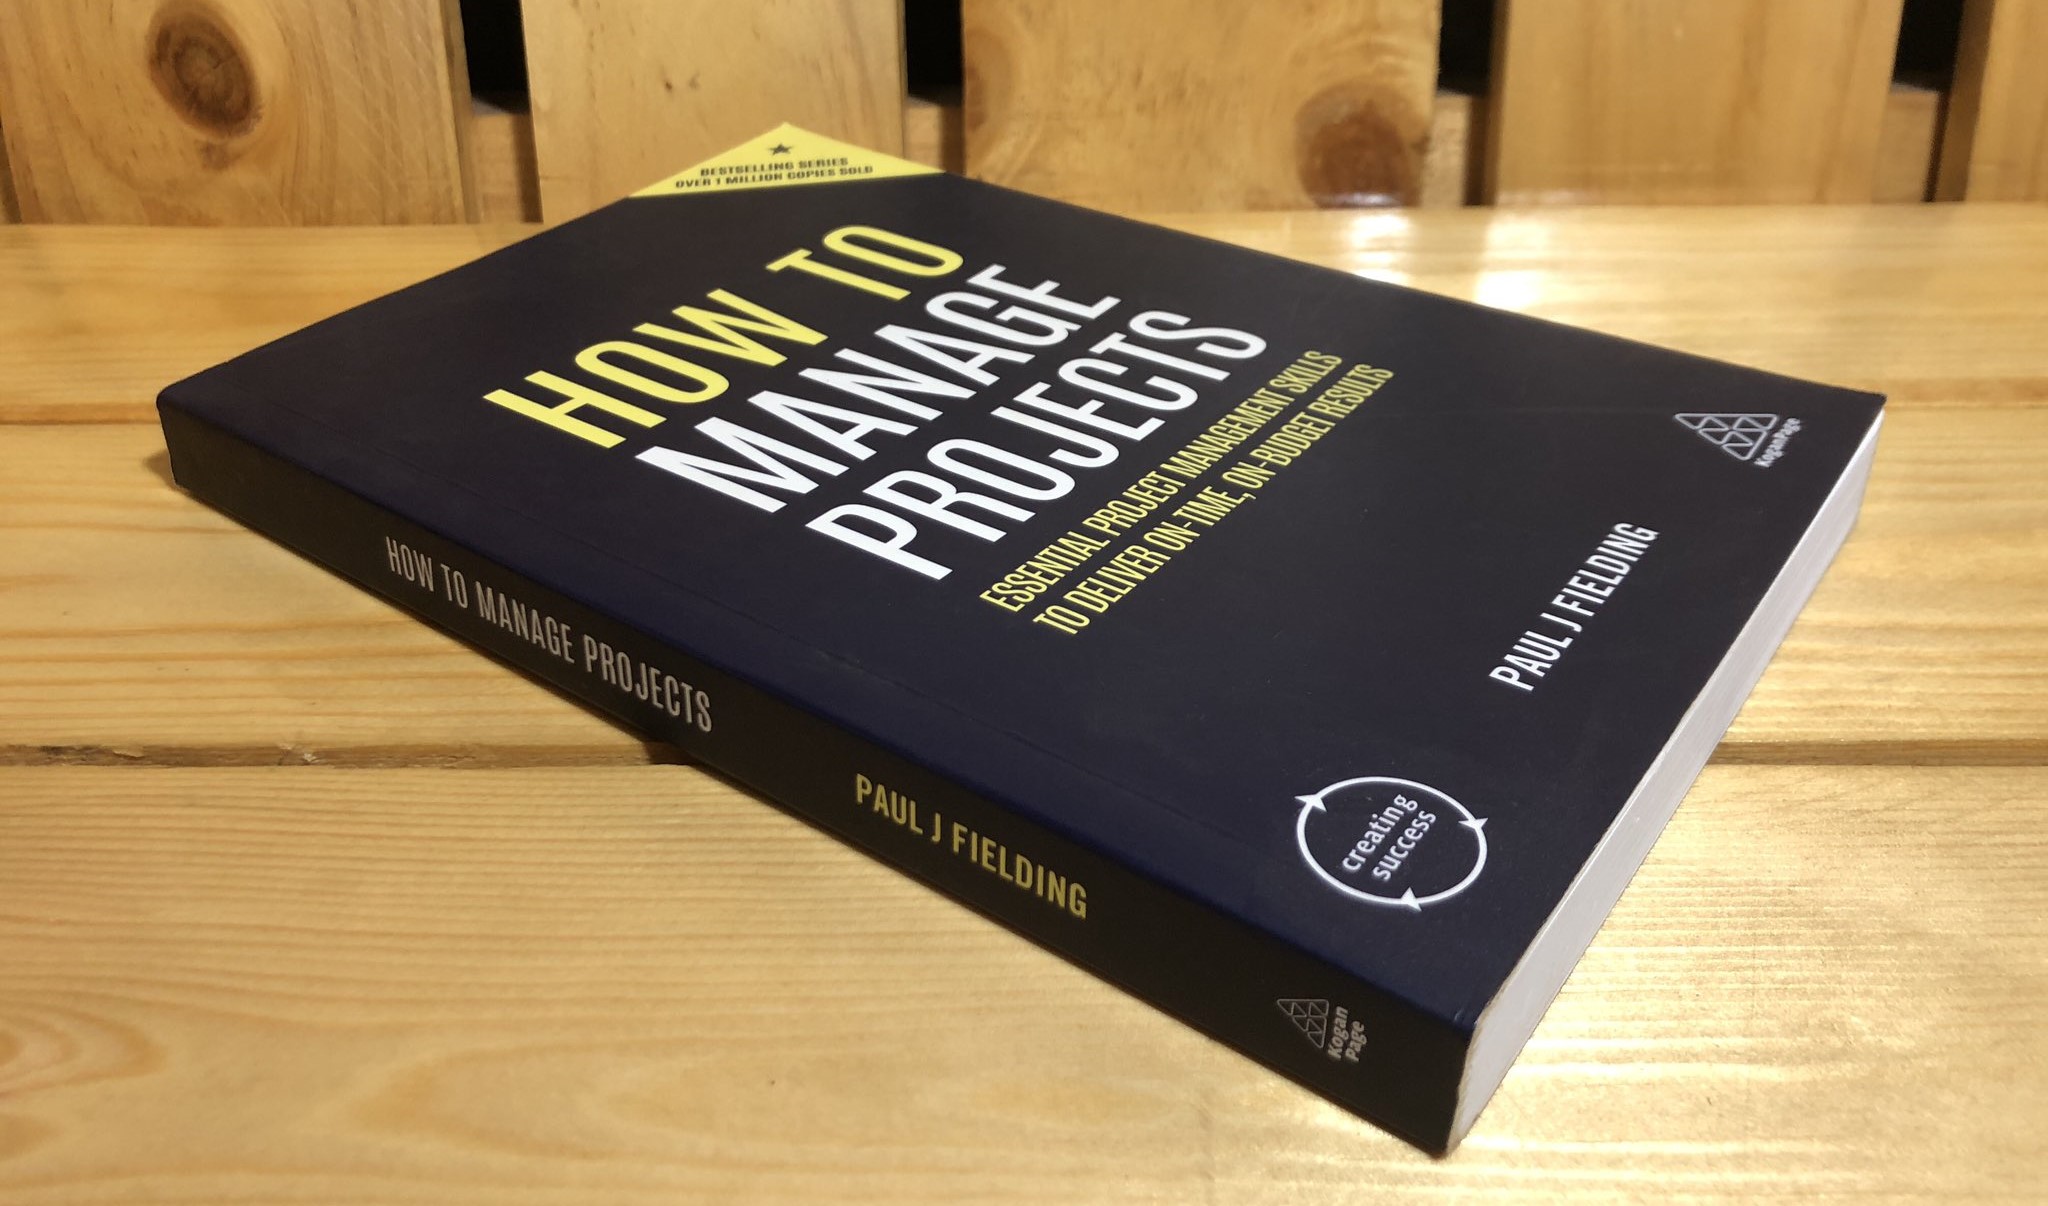 BESTSELLING SERIES
OVER 1 MILLION COPIES SOLD
HOW TO
MANAGE
PROJECTS
ESSENTIAL PROJECT MANAGEMENT SKILLS
TO DELIVER ON-TIME, ON-BUDGET RESULTS
KoganPage
PAUL J FIELDING
creating
success
HOW TO MANAGE PROJECTS
PAUL J FIELDING
Kogan
Page